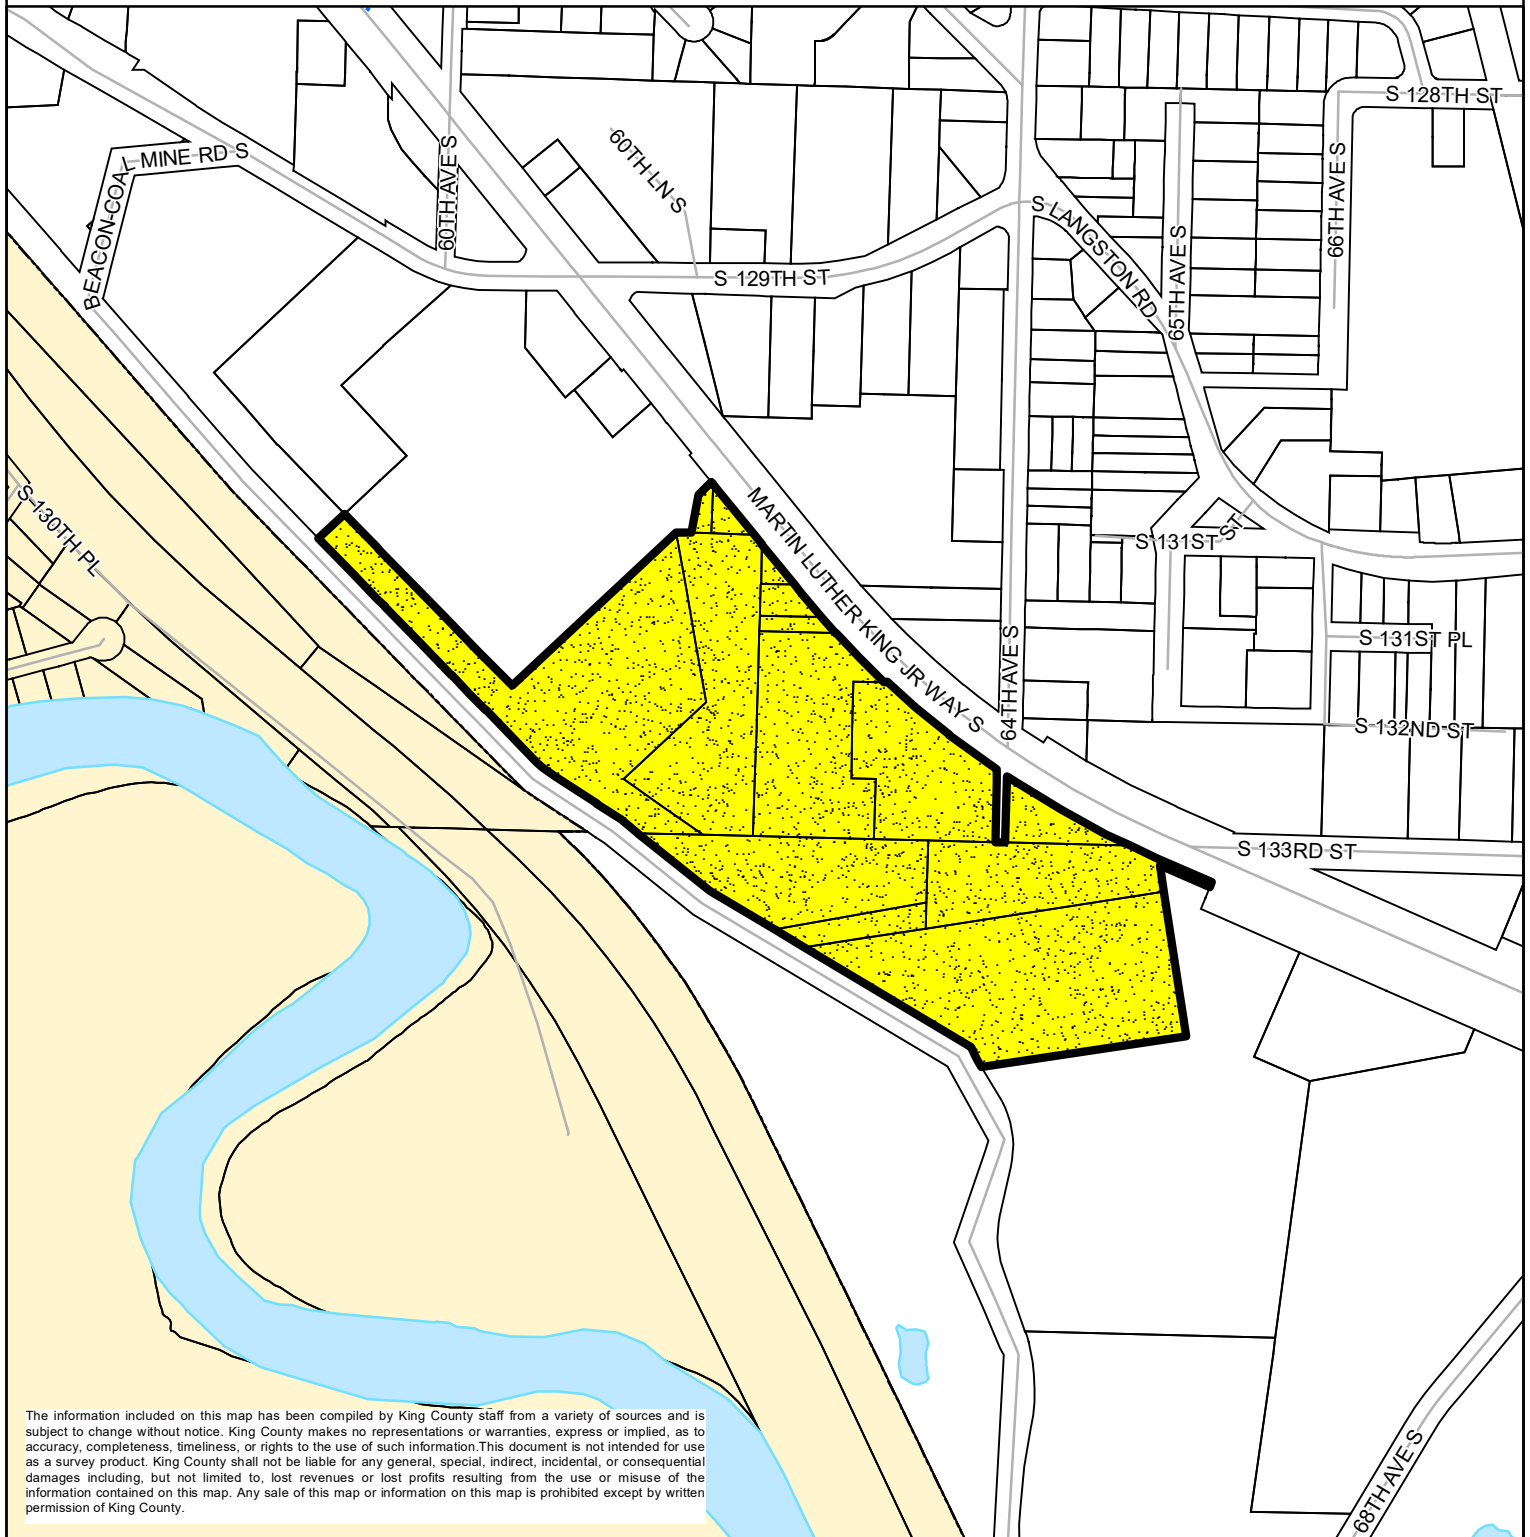 S 128TH ST
L MINE RD S
60TH AVE S
60TH LN S
66TH AVE S
BEACON COAL
S LANGSTON RD
65TH AVE S
S 129TH ST
S 130TH PL
MARTIN LUTHER KING JR WAY S
S 131ST ST
S 131ST PL
64TH AVE S
S 132ND ST
S 133RD ST
68TH AVE S
The information included on this map has been compiled by King County staff from a variety of sources and is
subject to change without notice. King County makes no representations or warranties, express or implied, as to
accuracy, completeness, timeliness, or rights to the use of such information.This document is not intended for use
as a survey product. King County shall not be liable for any general, special, indirect, incidental, or consequential
damages including, but not limited to, lost revenues or lost profits resulting from the use or misuse of the
information contained on this map. Any sale of this map or information on this map is prohibited except by written
permission of King County.